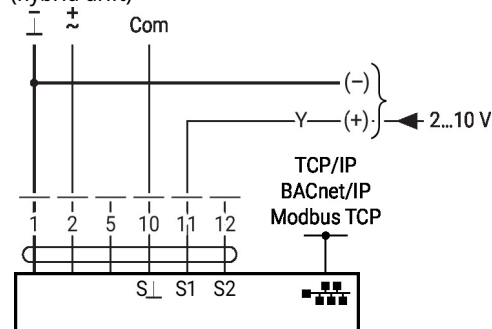 (hybrid unit)
− +
⊥ ~
Com
(−)
Y (+) 2...10 V
TCP/IP
BACnet/IP
Modbus TCP
1 2 5 10 11 12
S⊥ S1 S2